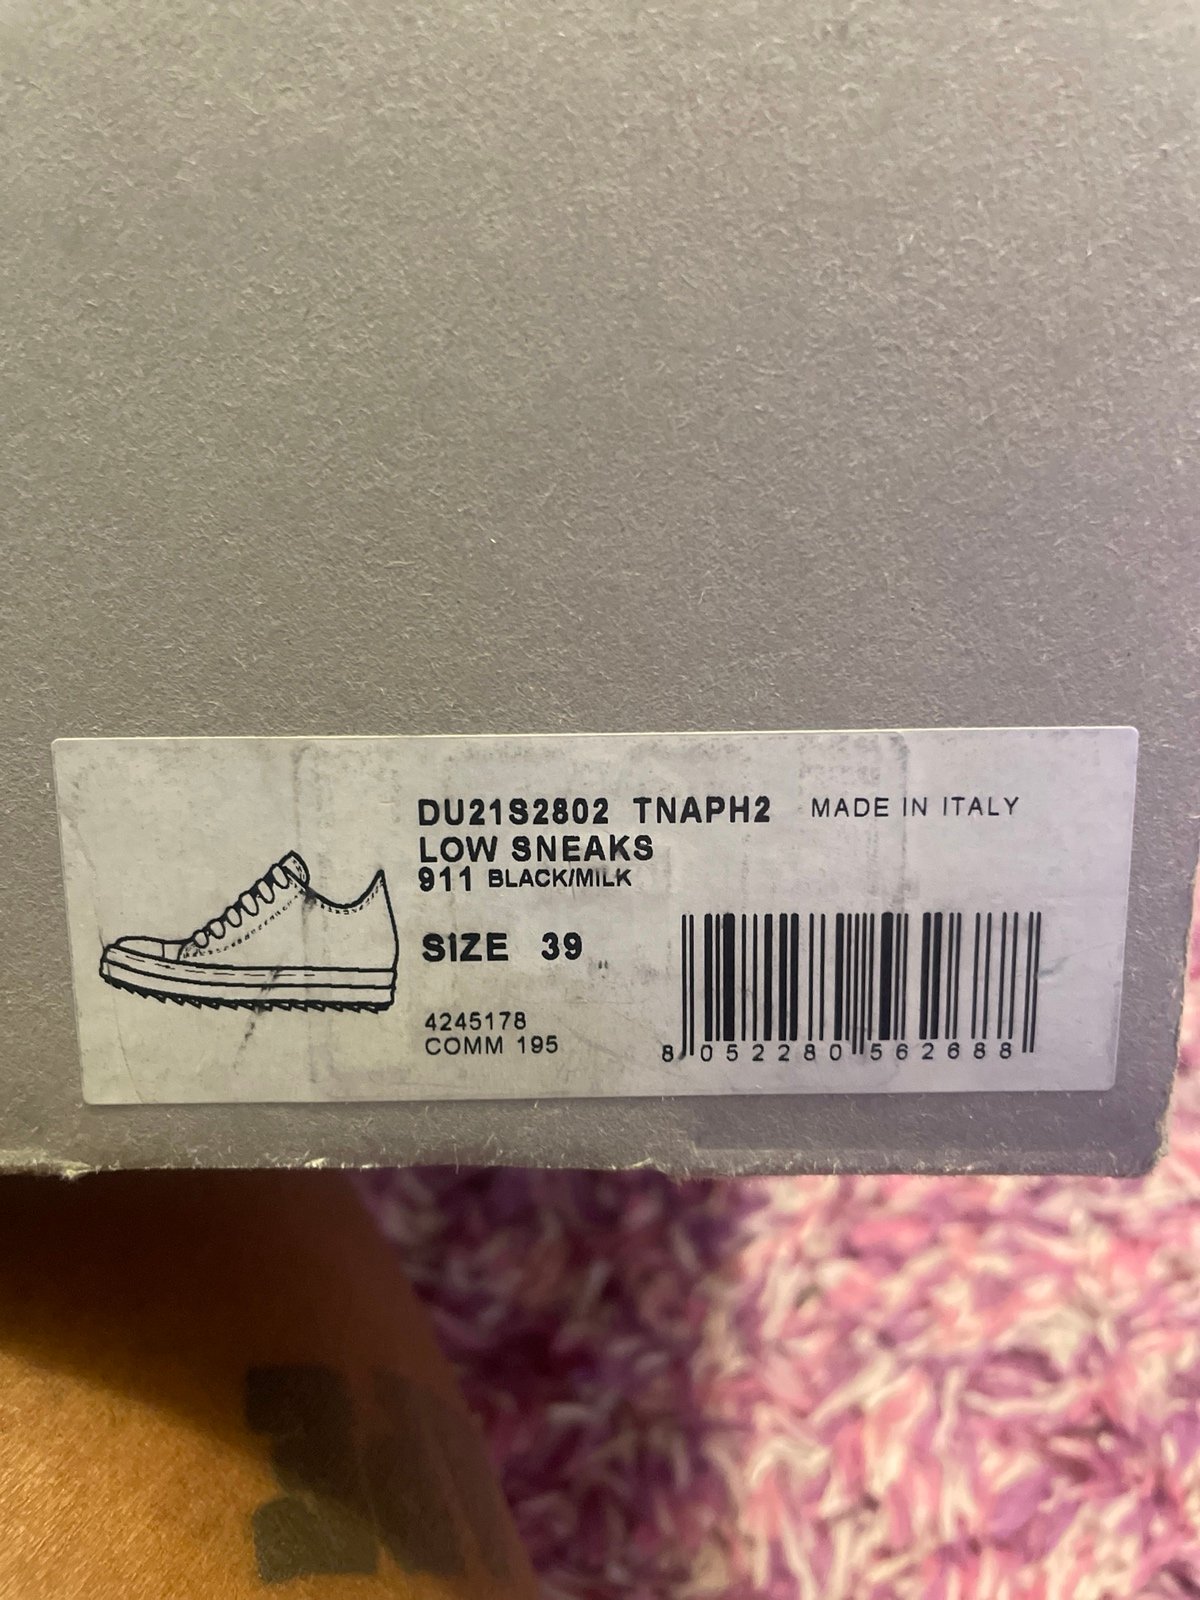 DU21S2802 TNAPH2 MADE IN ITALY
LOW SNEAKS
911 BLACK/MILK
SIZE 39
4245178
COMM 195
8 052280 562688